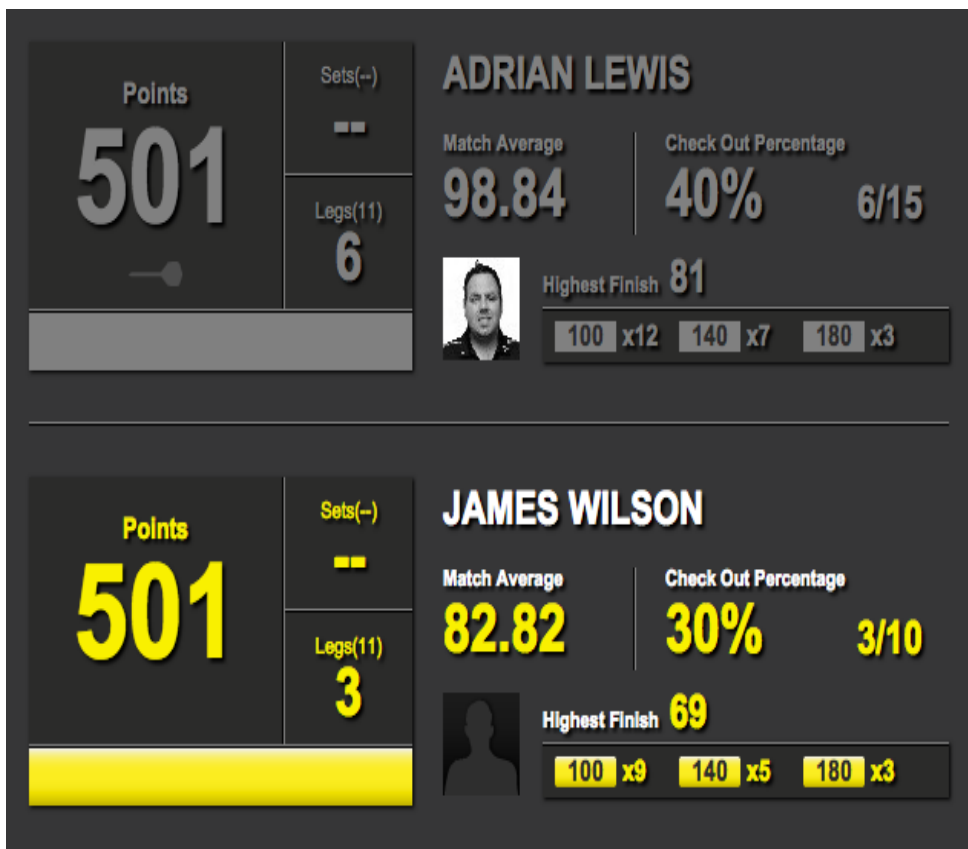 Points
501
Sets(--)
--
Legs(11)
6
ADRIAN LEWIS
Match Average
98.84
Check Out Percentage
40% 6/15
Highest Finish 81
100 x12 140 x7 180 x3
Points
501
Sets(--)
--
Legs(11)
3
JAMES WILSON
Match Average
82.82
Check Out Percentage
30% 3/10
Highest Finish 69
100 x9 140 x5 180 x3